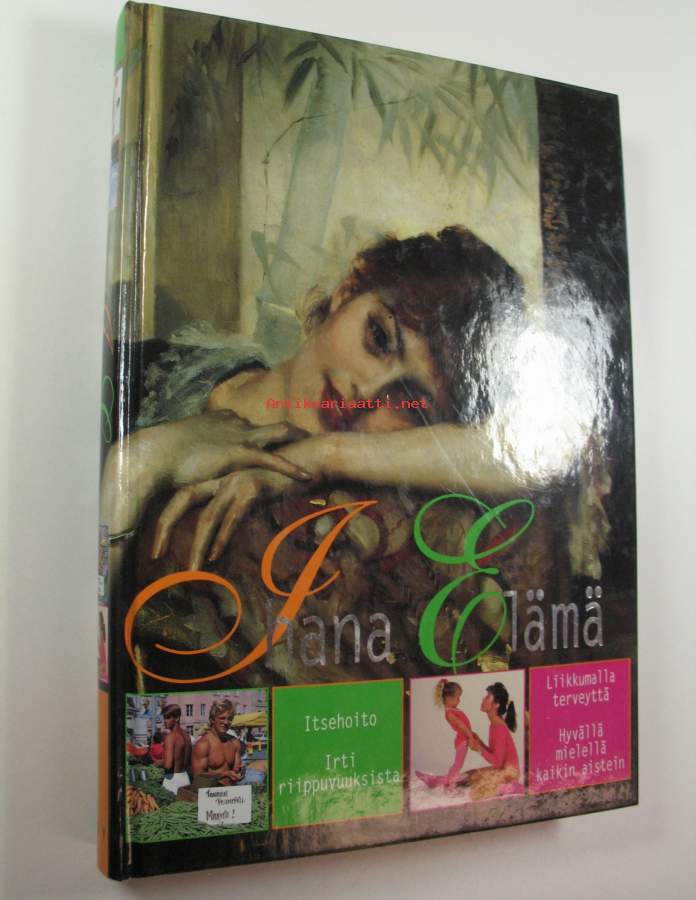 Antikvariaatti.net
Ihana Elämä
Itsehoito
Irti
riippuvuuksista
Liikkumalla
terveyttä
Hyvällä
mielellä
kaikin aistein